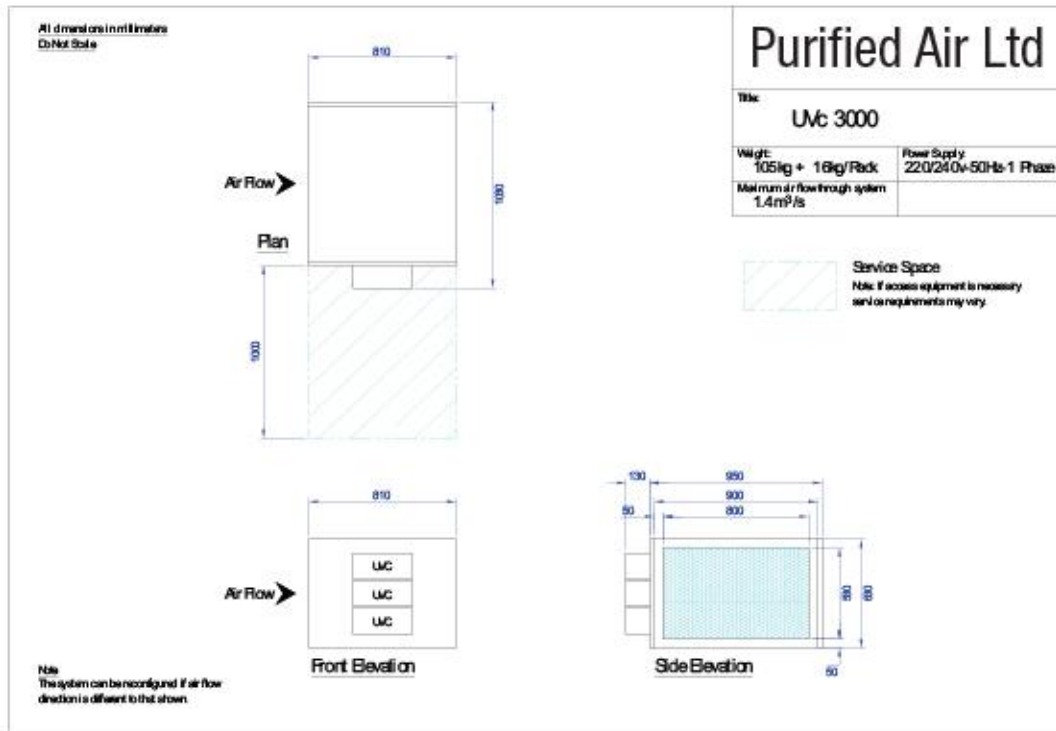 All dimensions in millimeters
Do Not Scale
Purified Air Ltd
Title:
UVc 3000
Weight:
105kg + 16kg/Rack
Power Supply:
220/240v-50Hz-1 Phase
Maximum air flow through system
1.4m³/s
810
Air Flow
1080
Plan
1000
Service Space
Note: If access equipment is necessary
service requirements may vary.
810
Air Flow
UVC
UVC
UVC
Front Elevation
130
950
900
50
800
50
Side Elevation
Note
The system can be reconfigured if air flow
direction is different to that shown